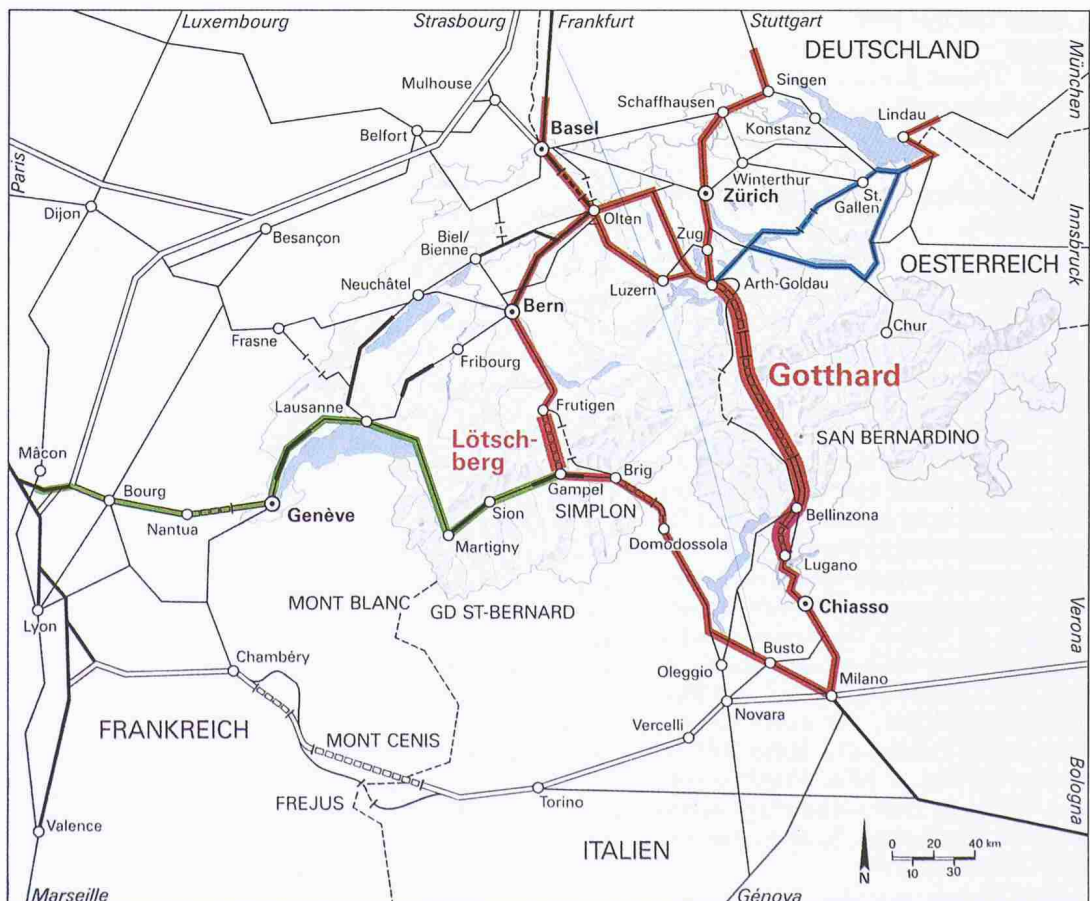 Luxembourg
Strasbourg
Frankfurt
Stuttgart
DEUTSCHLAND
München
Mulhouse
Singen
Schaffhausen
Konstanz
Lindau
Belfort
Basel
Paris
Winterthur
Zürich
St.
Gallen
Dijon
Besançon
Olten
Biel/
Bienne
Zug
Innsbruck
OESTERREICH
Neuchâtel
Luzern
Arth-Goldau
Bern
Chur
Frasne
Fribourg
Gotthard
Lausanne
Frutigen
Lötsch-
berg
SAN BERNARDINO
Mâcon
Bourg
Brig
Gampel
Nantua
Genève
Sion
SIMPLON
Bellinzona
Martigny
Domodossola
Lugano
MONT BLANC
GD ST-BERNARD
Chiasso
Verona
Lyon
Chambéry
Oleggio
Busto
Milano
FRANKREICH
Vercelli
Novara
MONT CENIS
FREJUS
Torino
Bologna
Valence
ITALIEN
0 20 40 km
10 30
N
Marseille
Génova